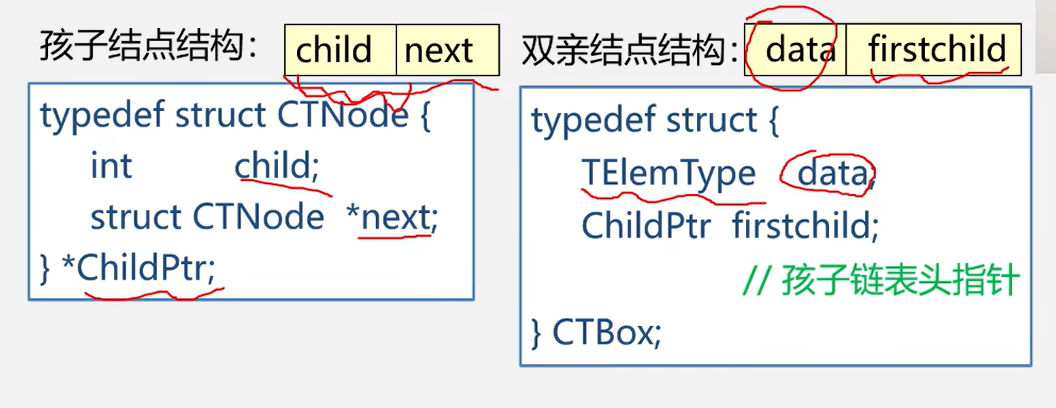 孩子结点结构： child next
typedef struct CTNode {
int child;
struct CTNode *next;
} *ChildPtr;
双亲结点结构： data firstchild
typedef struct {
TElemType data;
ChildPtr firstchild;
// 孩子链表头指针
} CTBox;